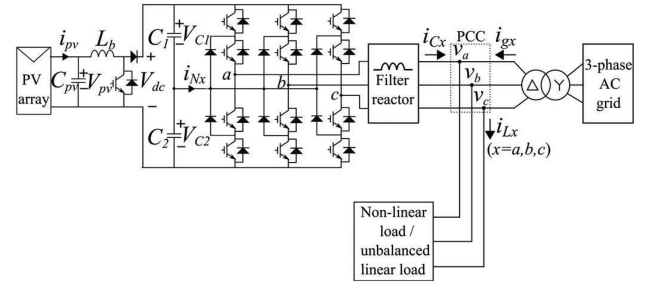 PV
array
i_pv
L_b
C_pv
V_pv
V_dc
+
−
C_1
V_C1
C_2
V_C2
i_Nx
a
b
c
Filter
reactor
i_Cx
PCC
i_gx
v_a
v_b
v_c
i_Lx
(x=a,b,c)
Δ
Y
3-phase
AC
grid
Non-linear
load /
unbalanced
linear load